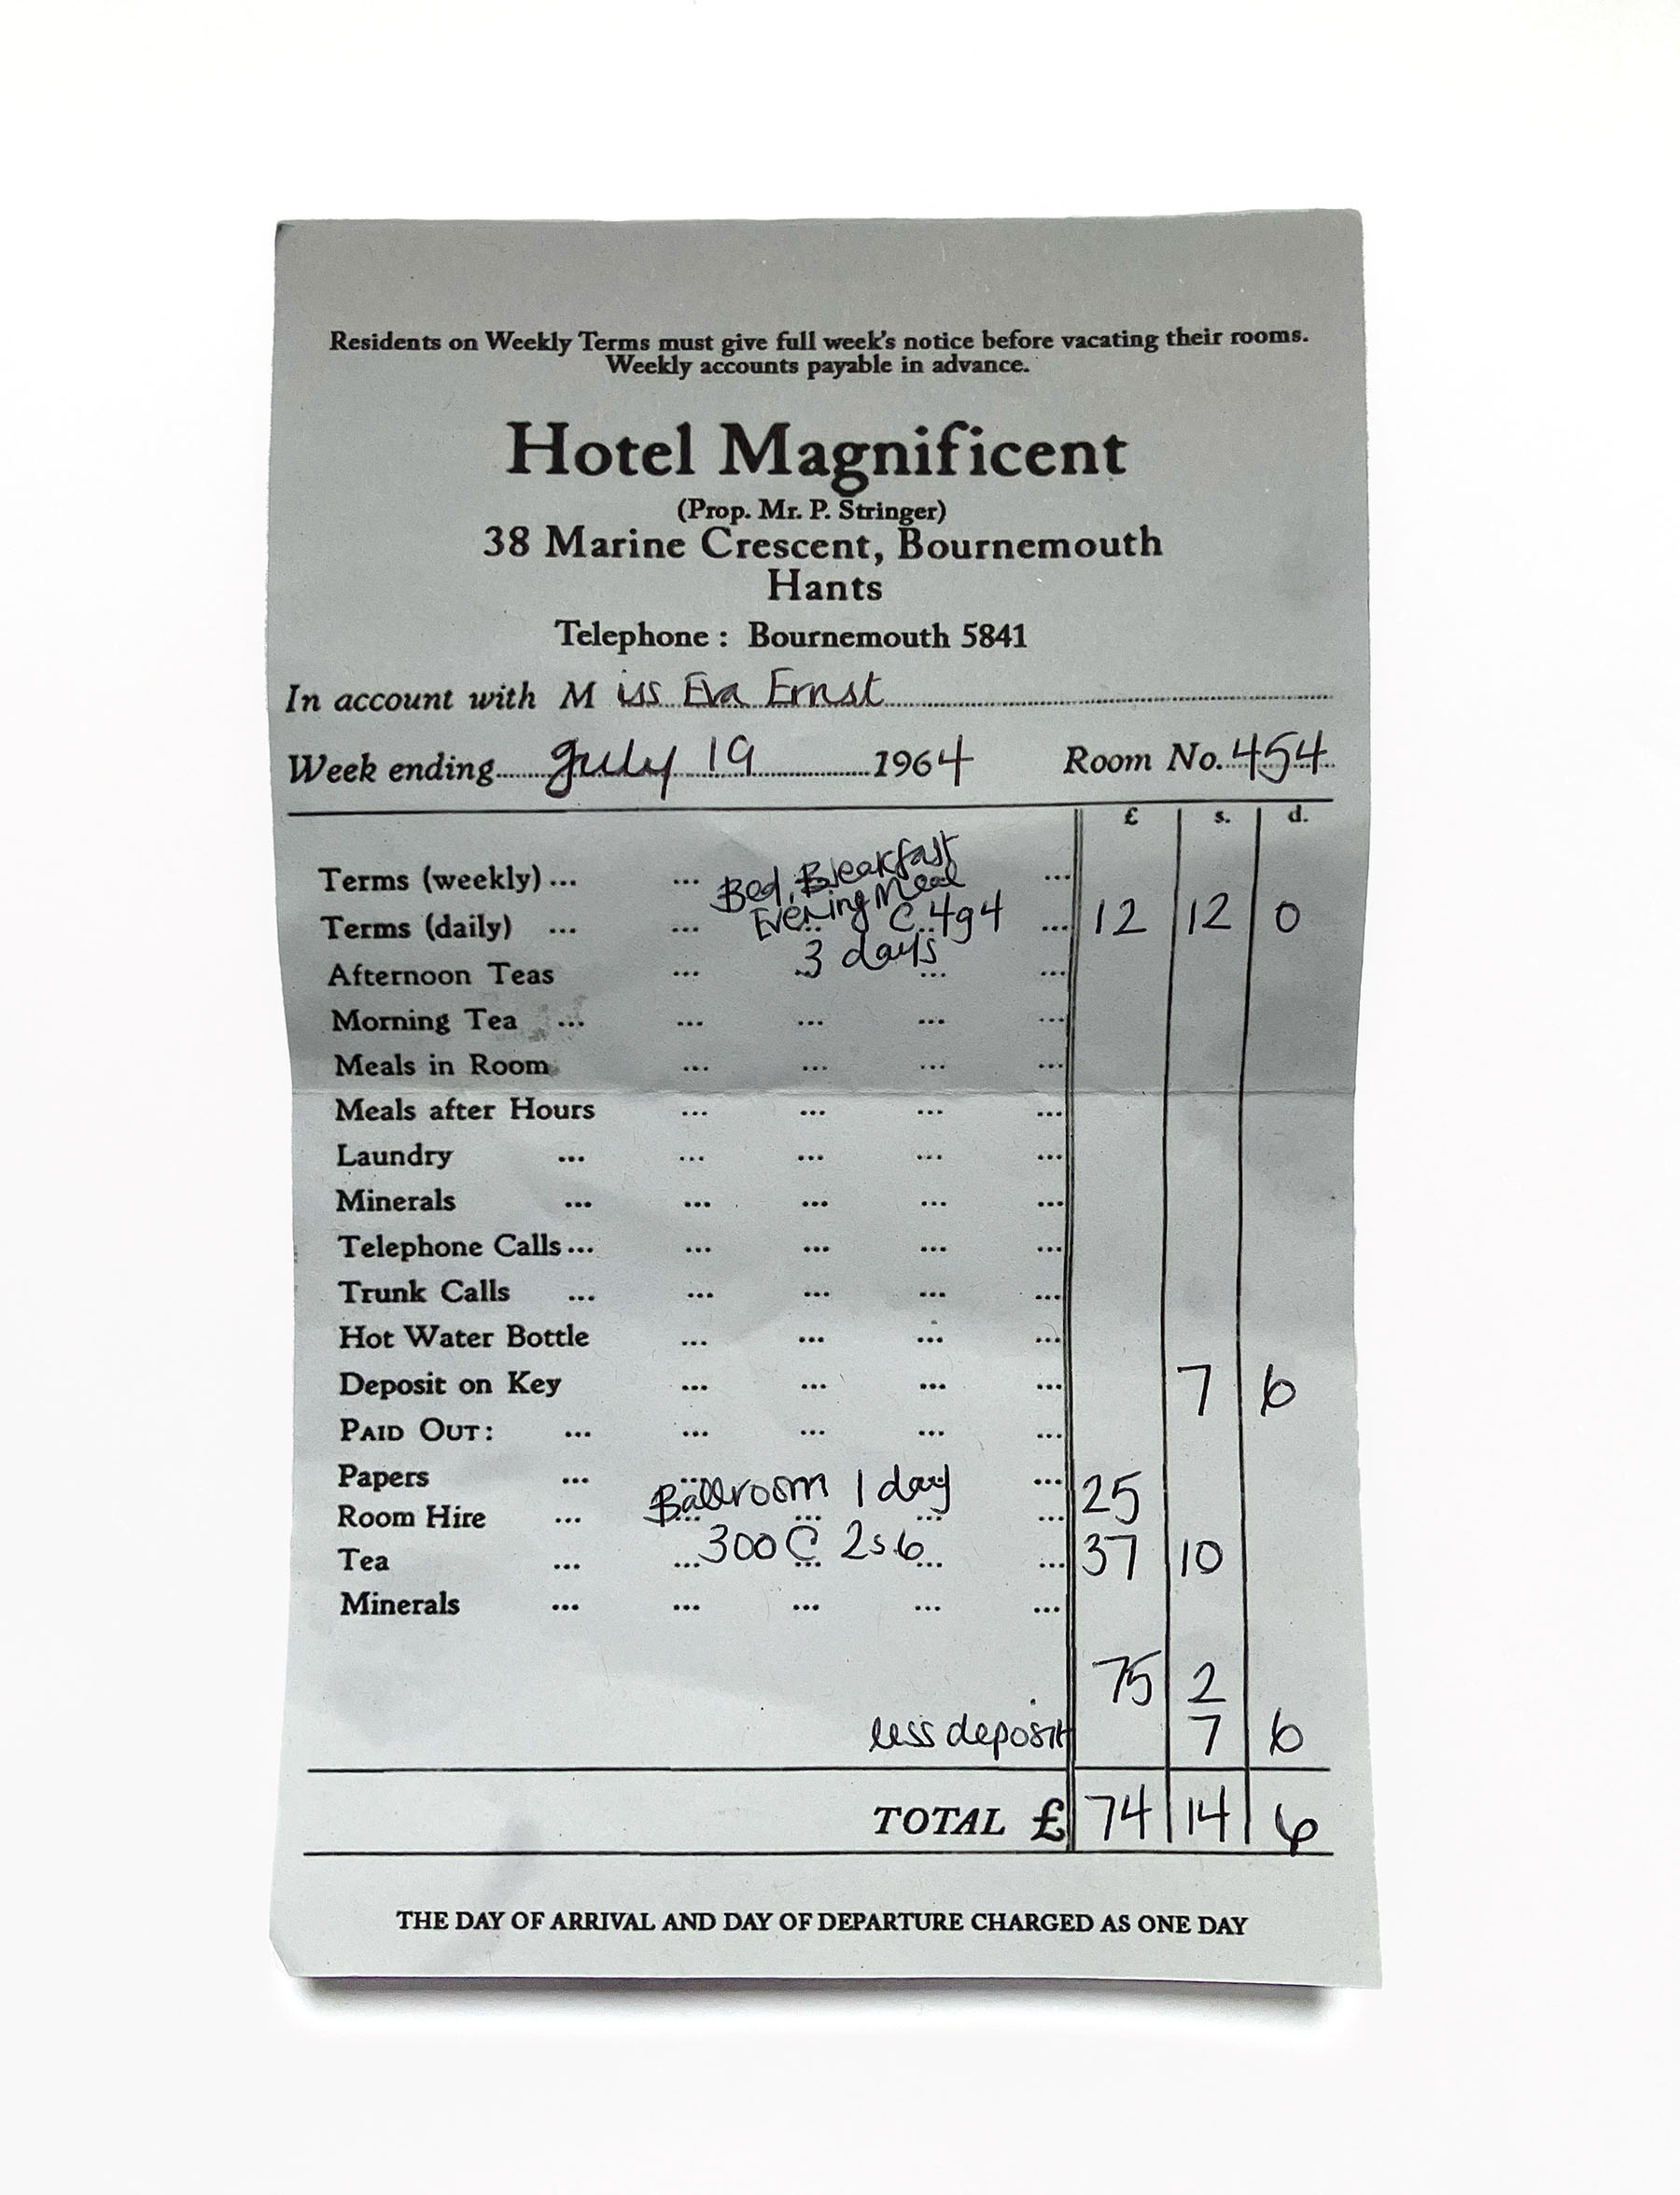 Residents on Weekly Terms must give full week's notice before vacating their rooms.
Weekly accounts payable in advance.
Hotel Magnificent
(Prop. Mr. P. Stringer)
38 Marine Crescent, Bournemouth
Hants
Telephone : Bournemouth 5841
In account with Miss Eva Ernst
Week ending July 19 1964 Room No. 454
£ s. d.
Terms (weekly) ... ... Bed, Breakfast ...
Evening Meal
Terms (daily) ... ... @ 4g4 ... 12 12 0
3 days
Afternoon Teas ... ... ...
Morning Tea ... ... ... ... ...
Meals in Room ... ... ... ...
Meals after Hours ... ... ... ...
Laundry ... ... ... ... ...
Minerals ... ... ... ... ...
Telephone Calls ... ... ... ... ...
Trunk Calls ... ... ... ... ...
Hot Water Bottle ... ... ... ...
Deposit on Key ... ... ... ... 7 6
PAID OUT: ... ... ... ... ...
Papers ... ... ...
Room Hire ... Ballroom 1 day ... 25
Tea ... ... 300 @ 2s.6 ... ... 37 10
Minerals ... ... ... ... ...
75 2
less deposit 7 6
TOTAL £ 74 14 6
THE DAY OF ARRIVAL AND DAY OF DEPARTURE CHARGED AS ONE DAY